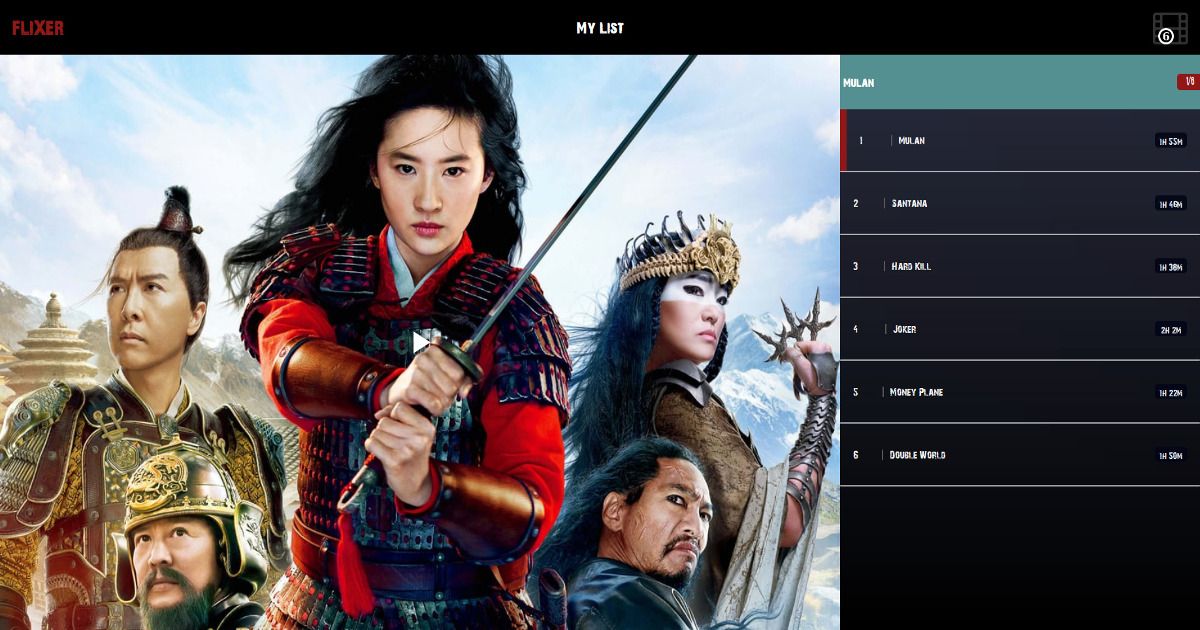 FLIXER
MY LIST
6
MULAN
1/6
1 | MULAN 1H 55M
2 | SANTANA 1H 46M
3 | HARD KILL 1H 38M
4 | JOKER 2H 2M
5 | MONEY PLANE 1H 22M
6 | DOUBLE WORLD 1H 50M